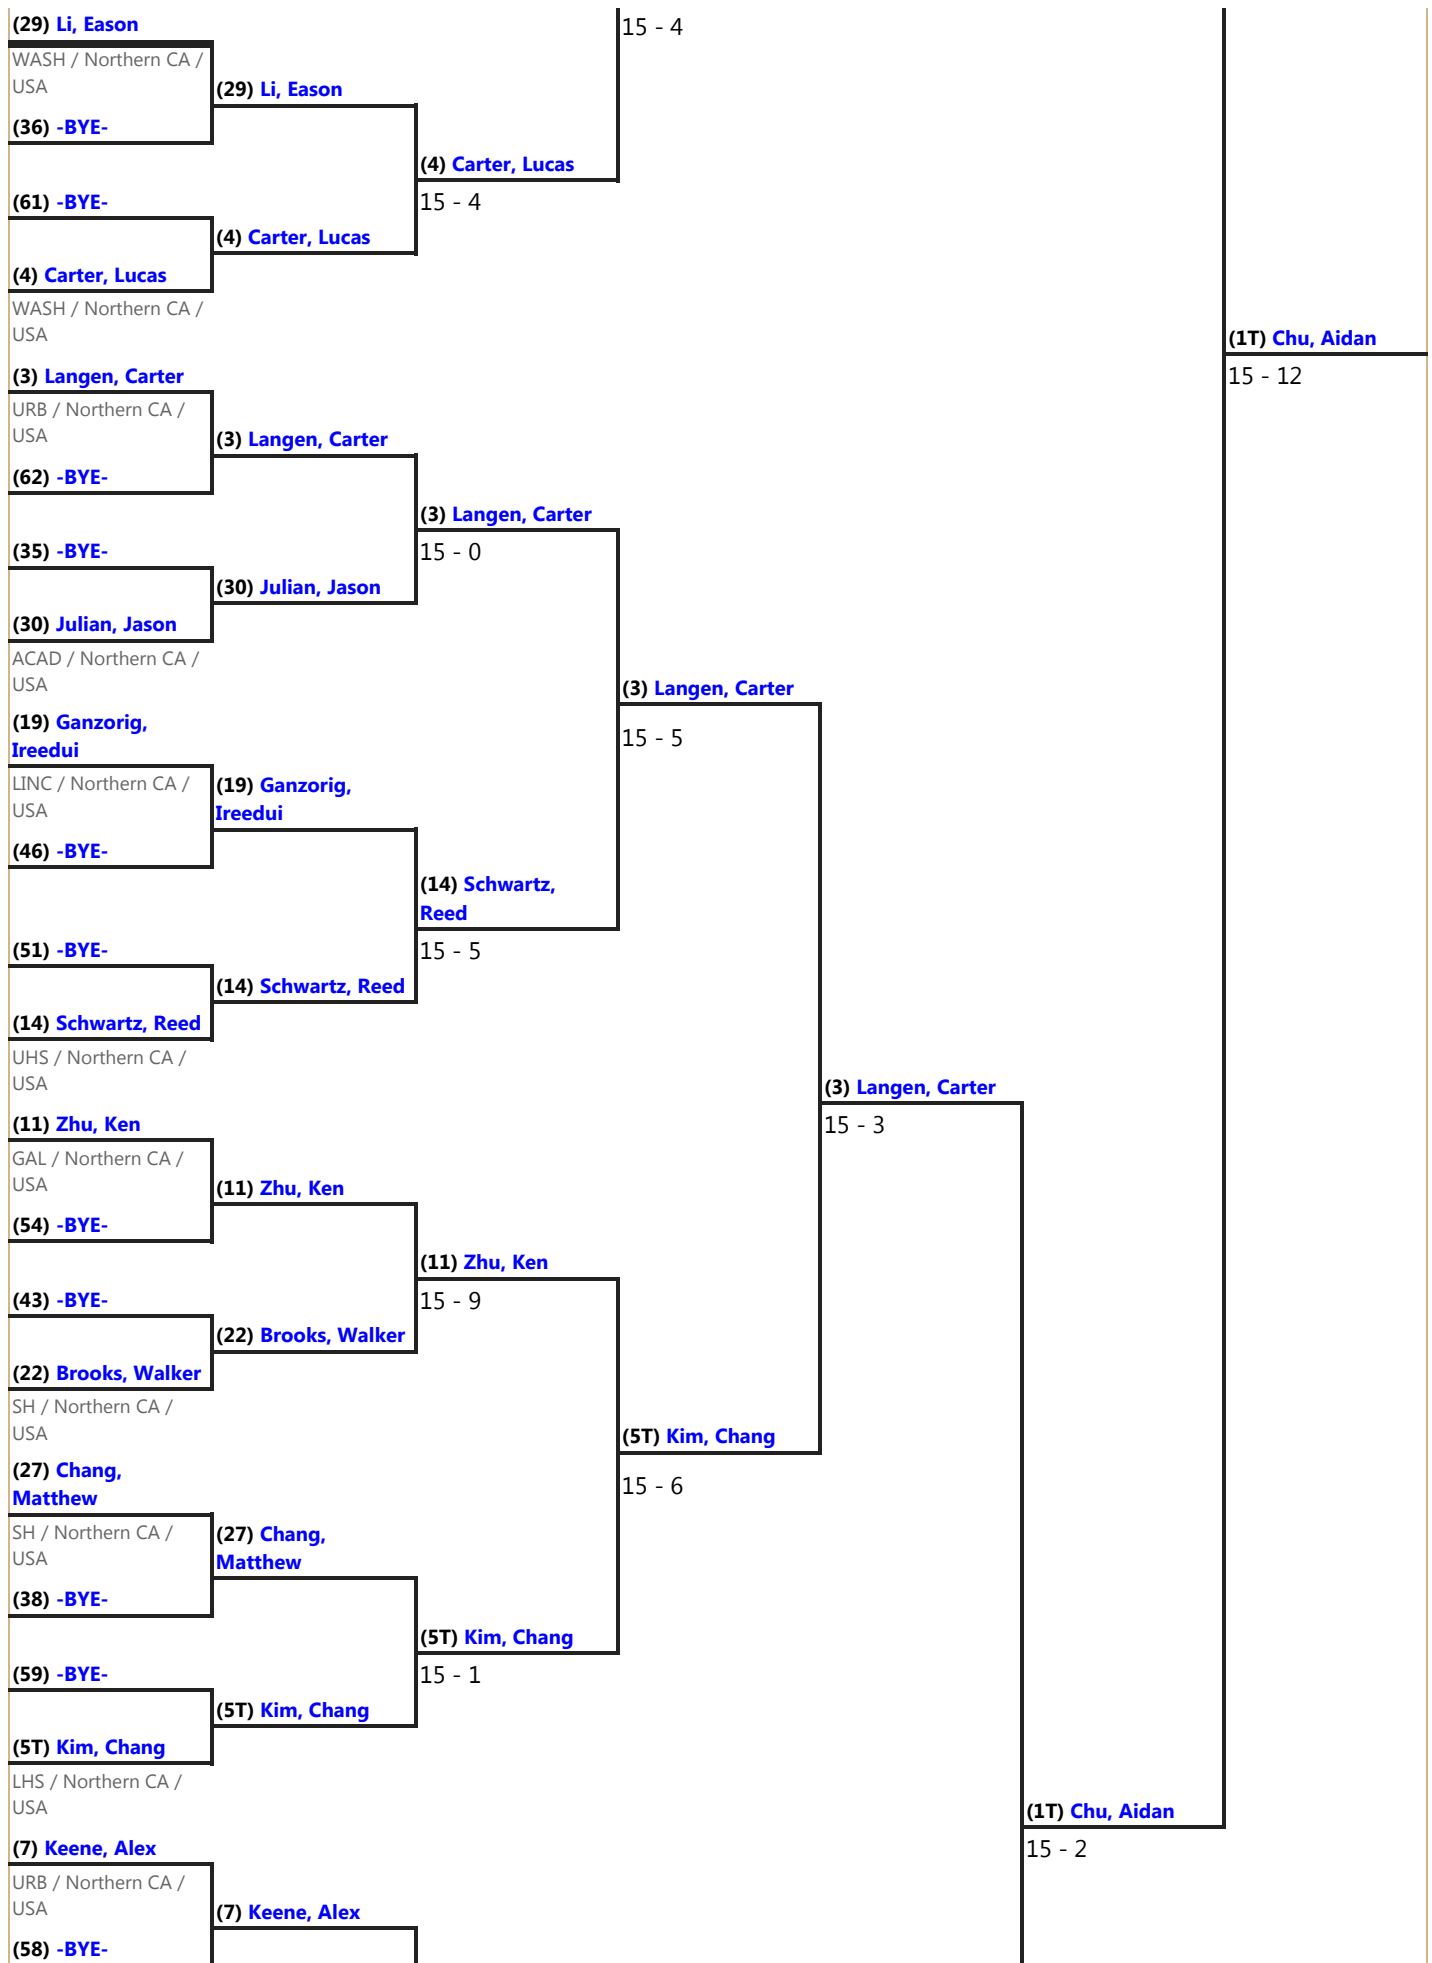 (29) Li, Eason
WASH / Northern CA /
USA
(36) -BYE-
(61) -BYE-
(4) Carter, Lucas
WASH / Northern CA /
USA
(3) Langen, Carter
URB / Northern CA /
USA
(62) -BYE-
(35) -BYE-
(30) Julian, Jason
ACAD / Northern CA /
USA
(19) Ganzorig,
Ireedui
LINC / Northern CA /
USA
(46) -BYE-
(51) -BYE-
(14) Schwartz, Reed
UHS / Northern CA /
USA
(11) Zhu, Ken
GAL / Northern CA /
USA
(54) -BYE-
(43) -BYE-
(22) Brooks, Walker
SH / Northern CA /
USA
(27) Chang,
Matthew
SH / Northern CA /
USA
(38) -BYE-
(59) -BYE-
(5T) Kim, Chang
LHS / Northern CA /
USA
(7) Keene, Alex
URB / Northern CA /
USA
(58) -BYE-
(29) Li, Eason
(4) Carter, Lucas
(3) Langen, Carter
(30) Julian, Jason
(19) Ganzorig,
Ireedui
(14) Schwartz, Reed
(11) Zhu, Ken
(22) Brooks, Walker
(27) Chang,
Matthew
(5T) Kim, Chang
(7) Keene, Alex
(4) Carter, Lucas
15 - 4
(3) Langen, Carter
15 - 0
(14) Schwartz,
Reed
15 - 5
(11) Zhu, Ken
15 - 9
(5T) Kim, Chang
15 - 1
15 - 4
(3) Langen, Carter
15 - 5
(5T) Kim, Chang
15 - 6
(3) Langen, Carter
15 - 3
(1T) Chu, Aidan
15 - 2
(1T) Chu, Aidan
15 - 12